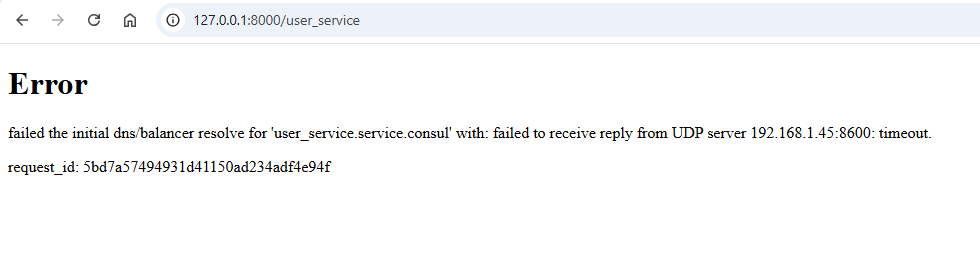 127.0.0.1:8000/user_service
Error
failed the initial dns/balancer resolve for 'user_service.service.consul' with: failed to receive reply from UDP server 192.168.1.45:8600: timeout.
request_id: 5bd7a57494931d41150ad234adf4e94f